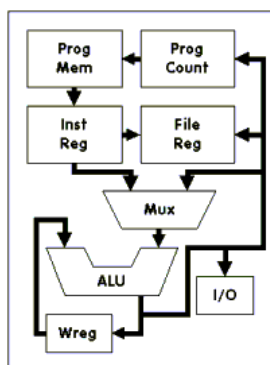 Prog
Mem
Prog
Count
Inst
Reg
File
Reg
Mux
ALU
I/O
Wreg